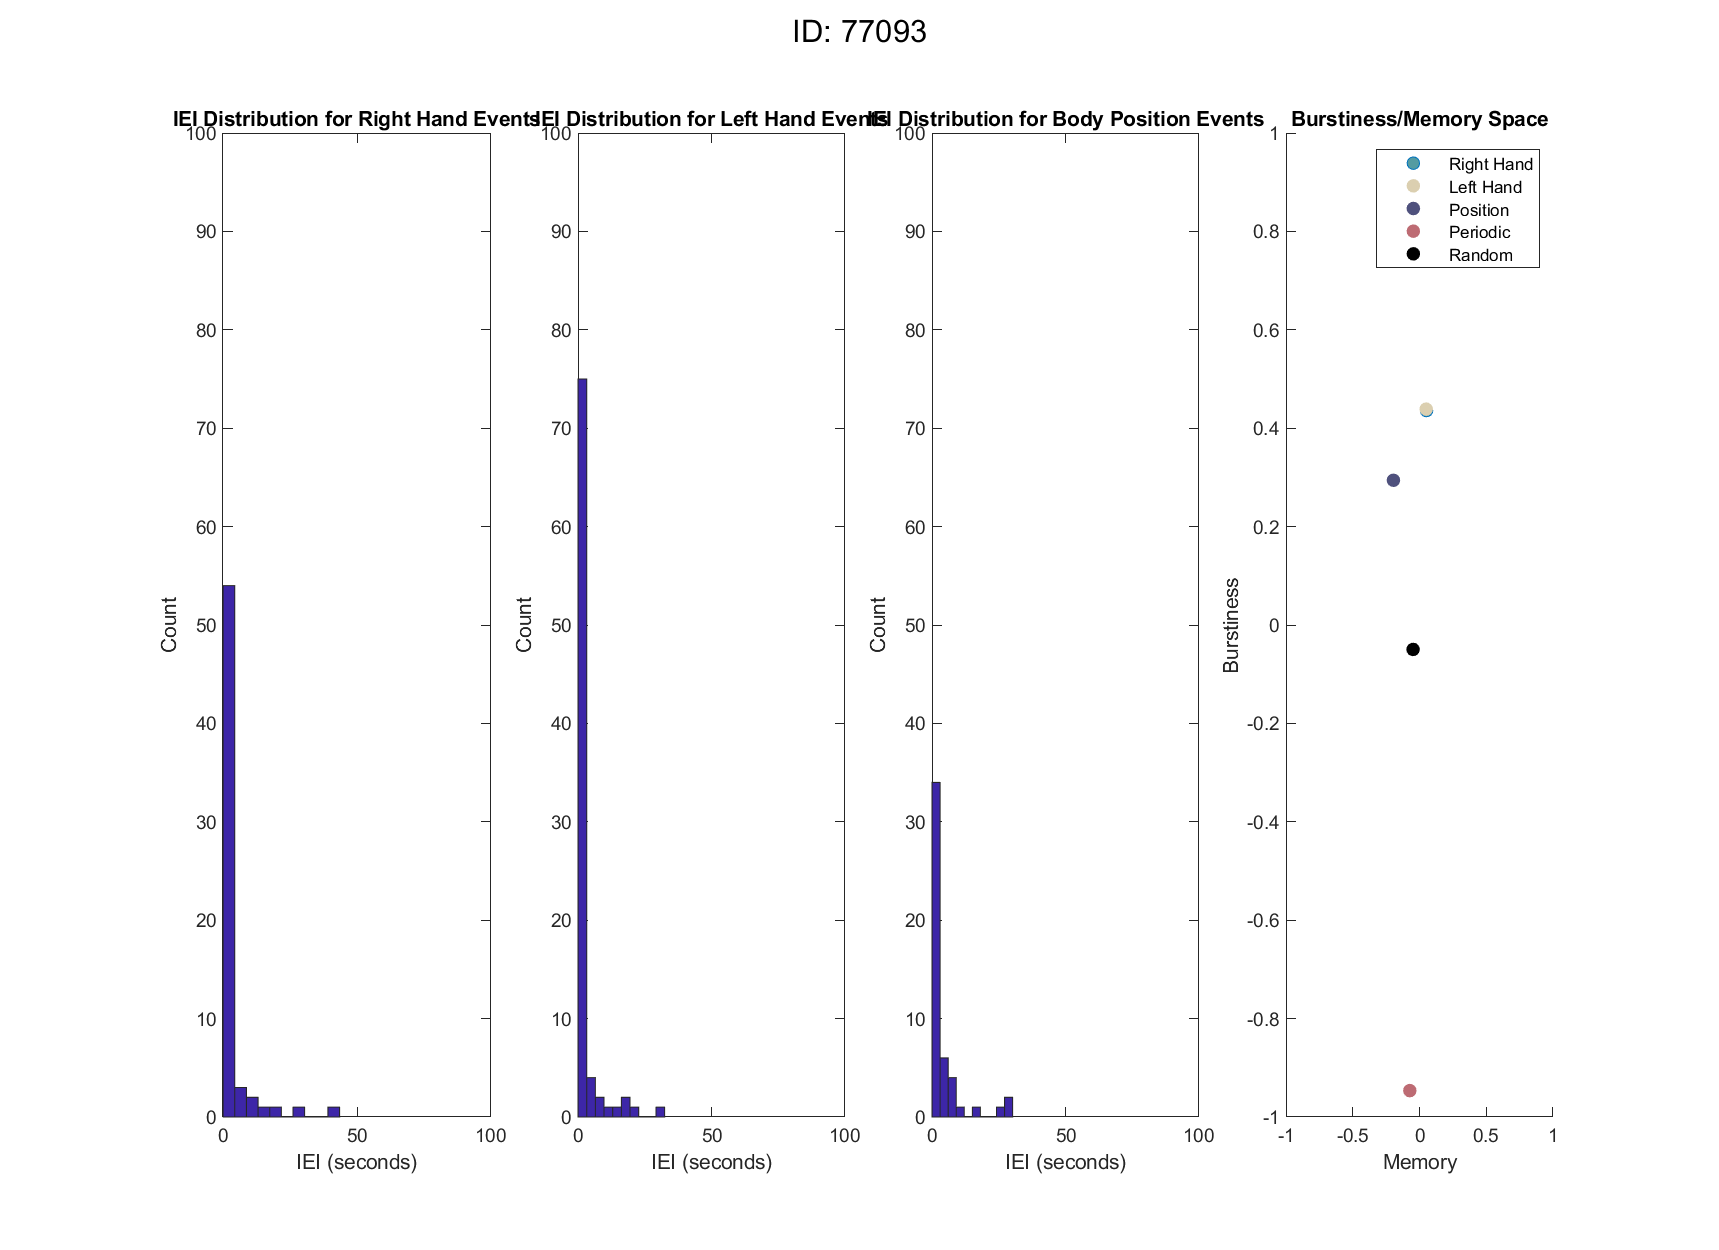 ID: 77093
IEI Distribution for Right Hand Events
100
90
80
70
60
50
40
30
20
10
0
Count
0 50 100
IEI (seconds)
IEI Distribution for Left Hand Events
100
90
80
70
60
50
40
30
20
10
0
Count
0 50 100
IEI (seconds)
IEI Distribution for Body Position Events
100
90
80
70
60
50
40
30
20
10
0
Count
0 50 100
IEI (seconds)
Burstiness/Memory Space
Right Hand
Left Hand
Position
Periodic
Random
1
0.8
0.6
0.4
0.2
0
-0.2
-0.4
-0.6
-0.8
-1
Burstiness
-1 -0.5 0 0.5 1
Memory